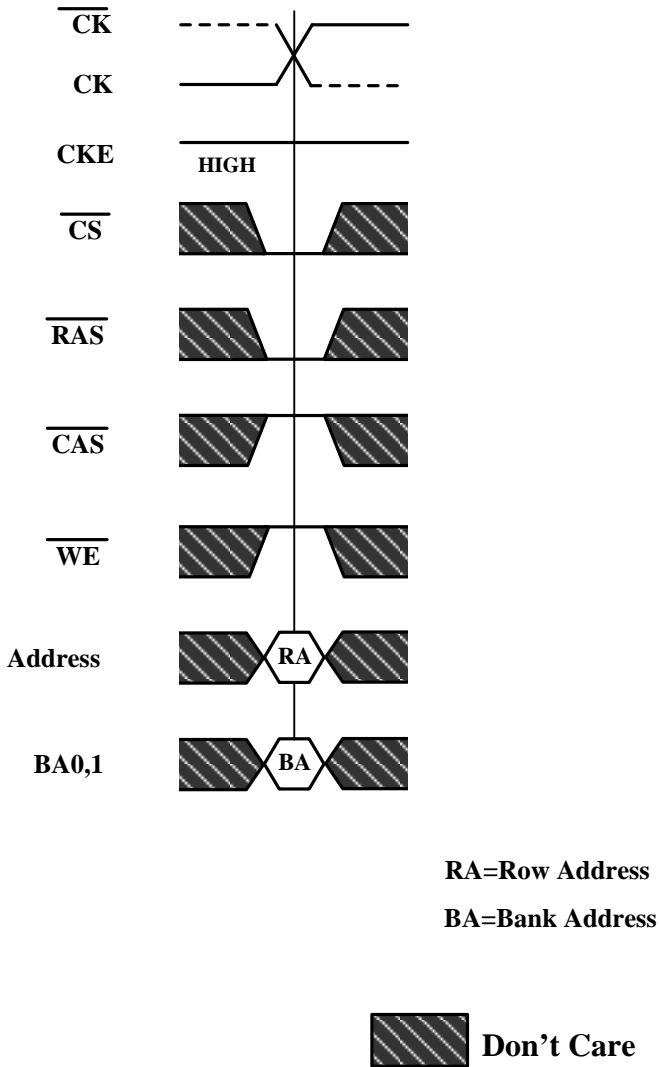 CK
CK
CKE
HIGH
CS
RAS
CAS
WE
Address
RA
BA0,1
BA
RA=Row Address
BA=Bank Address
Don't Care